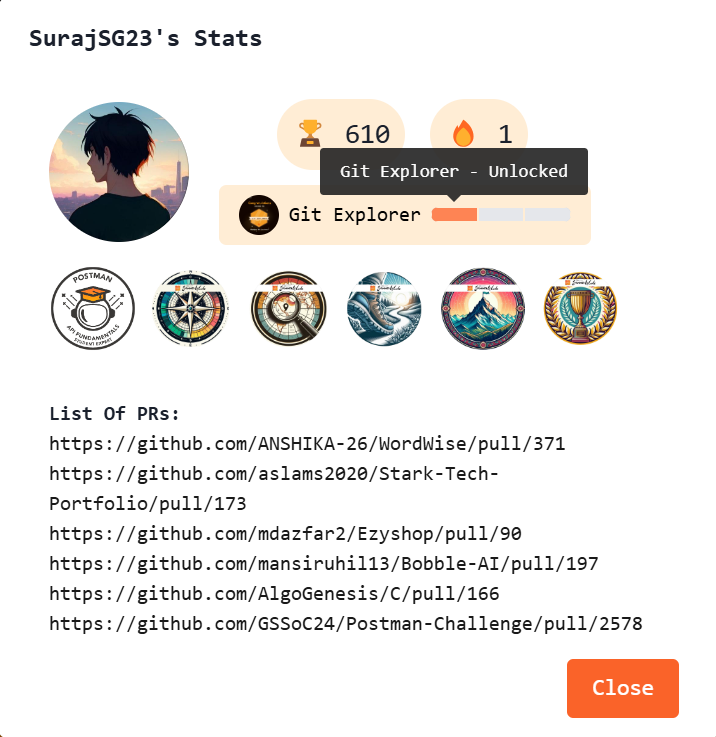 SurajSG23's Stats
610
1
Git Explorer - Unlocked
Git Explorer
POSTMAN
API FUNDAMENTALS
STUDENT EXPERT
List Of PRs:
https://github.com/ANSHIKA-26/WordWise/pull/371
https://github.com/aslams2020/Stark-Tech-
Portfolio/pull/173
https://github.com/mdazfar2/Ezyshop/pull/90
https://github.com/mansiruhil13/Bobble-AI/pull/197
https://github.com/AlgoGenesis/C/pull/166
https://github.com/GSSoC24/Postman-Challenge/pull/2578
Close